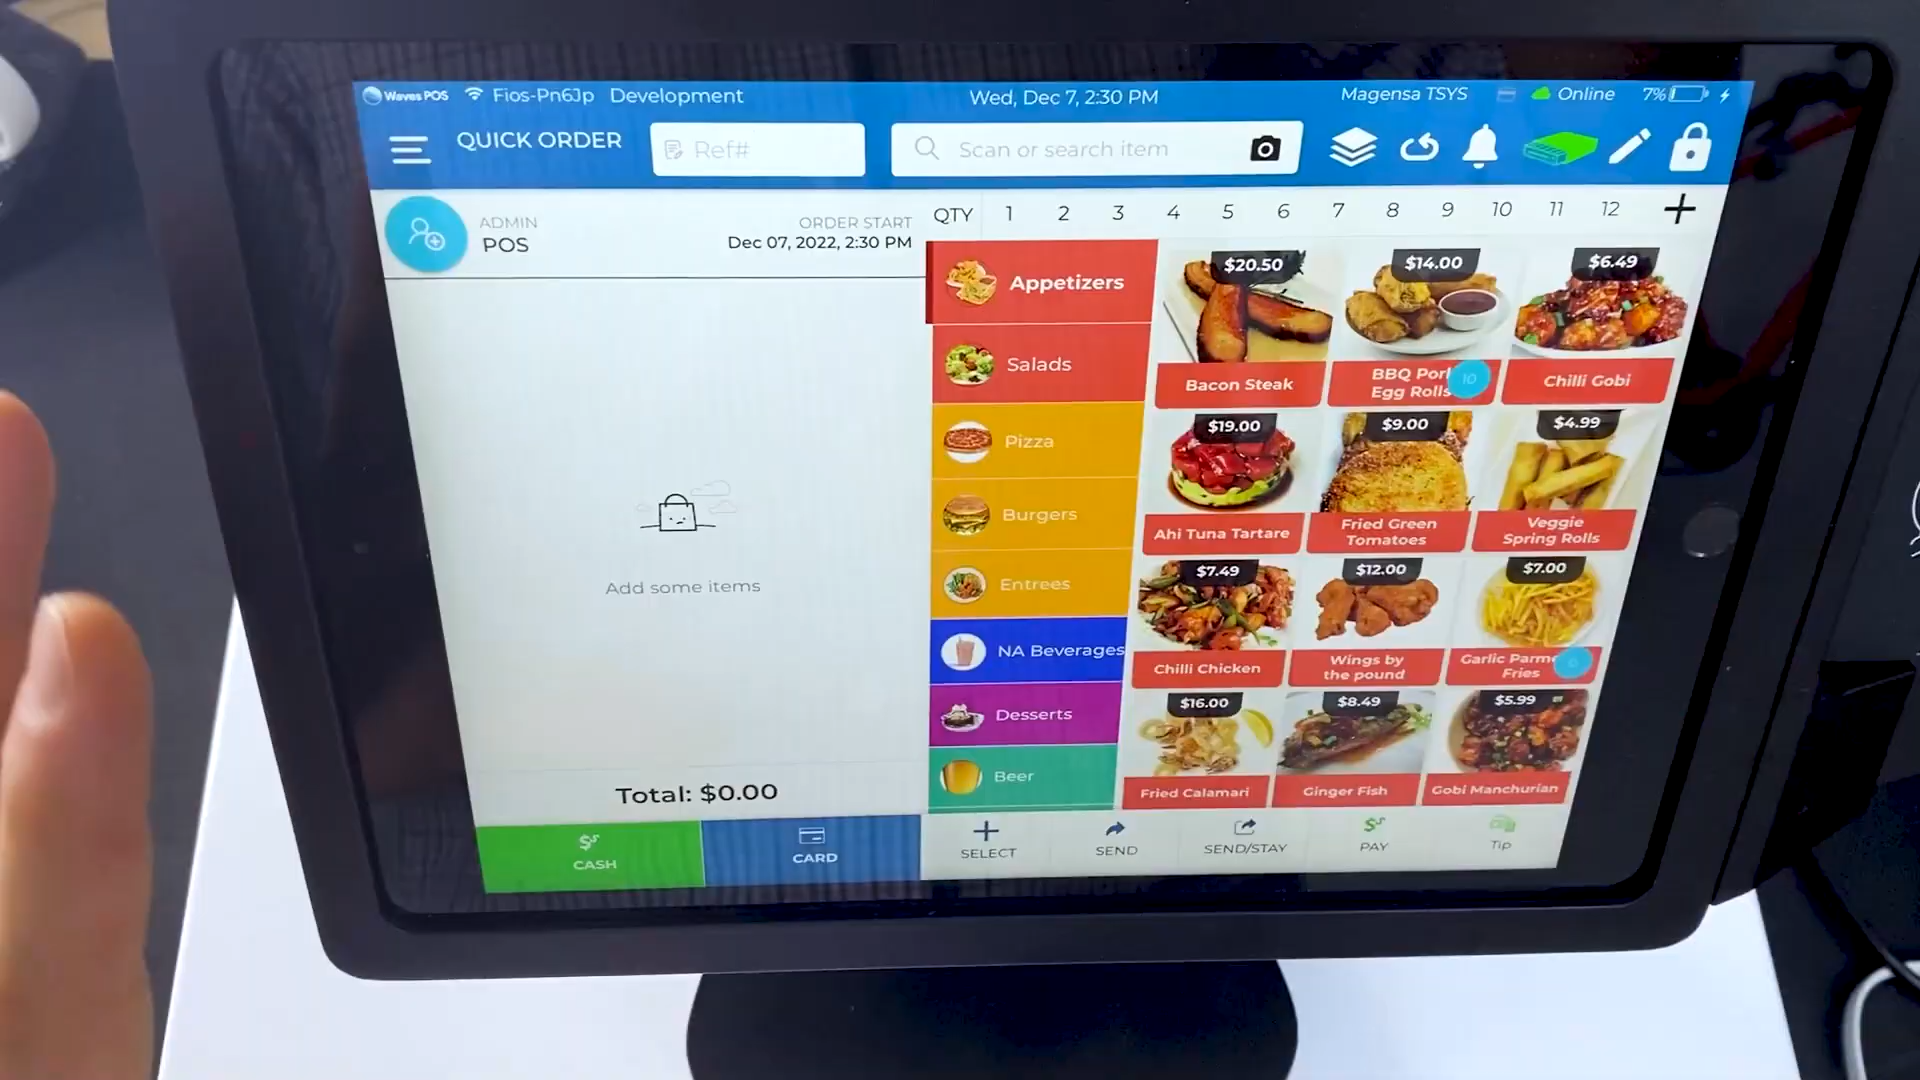 Waves POS Fios-Pn6Jp Development Wed, Dec 7, 2:30 PM Magensa TSYS Online 7%
QUICK ORDER Ref# Scan or search item
ADMIN
POS
ORDER START
Dec 07, 2022, 2:30 PM
QTY 1 2 3 4 5 6 7 8 9 10 11 12
Appetizers
Salads
Pizza
Burgers
Entrees
NA Beverages
Desserts
Beer
$20.50
Bacon Steak
$14.00
BBQ Pork
Egg Rolls
10
$6.49
Chilli Gobi
$19.00
Ahi Tuna Tartare
$9.00
Fried Green
Tomatoes
$4.99
Veggie
Spring Rolls
$7.49
Chilli Chicken
$12.00
Wings by
the pound
$7.00
Garlic Parme
Fries
$16.00
Fried Calamari
$8.49
Ginger Fish
$5.99
Gobi Manchurian
Add some items
Total: $0.00
CASH
CARD
SELECT
SEND
SEND/STAY
PAY
Tip